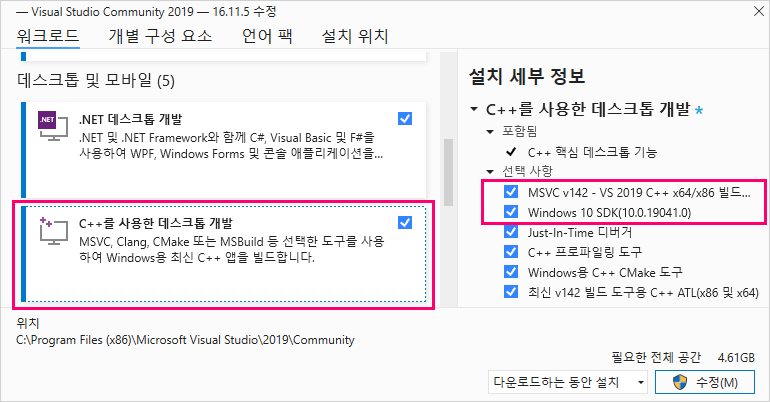 — Visual Studio Community 2019 — 16.11.5 수정
워크로드 개별 구성 요소 언어 팩 설치 위치
데스크톱 및 모바일 (5)
.NET
.NET 데스크톱 개발
.NET 및 .NET Framework와 함께 C#, Visual Basic 및 F#을
사용하여 WPF, Windows Forms 및 콘솔 애플리케이션을...
C++를 사용한 데스크톱 개발
MSVC, Clang, CMake 또는 MSBuild 등 선택한 도구를 사용
하여 Windows용 최신 C++ 앱을 빌드합니다.
설치 세부 정보
C++를 사용한 데스크톱 개발 *
포함됨
C++ 핵심 데스크톱 기능
선택 사항
MSVC v142 - VS 2019 C++ x64/x86 빌드...
Windows 10 SDK(10.0.19041.0)
Just-In-Time 디버거
C++ 프로파일링 도구
Windows용 C++ CMake 도구
최신 v142 빌드 도구용 C++ ATL(x86 및 x64)
위치
C:\Program Files (x86)\Microsoft Visual Studio\2019\Community
필요한 전체 공간 4.61GB
다운로드하는 동안 설치
수정(M)